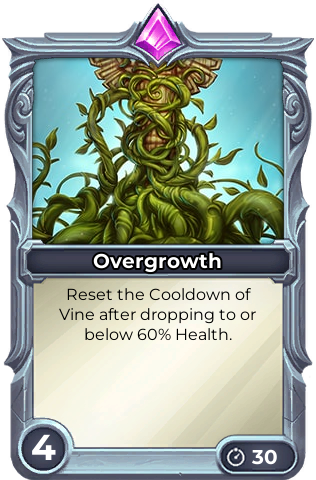 Overgrowth
Reset the Cooldown of
Vine after dropping to or
below 60% Health.
4
30